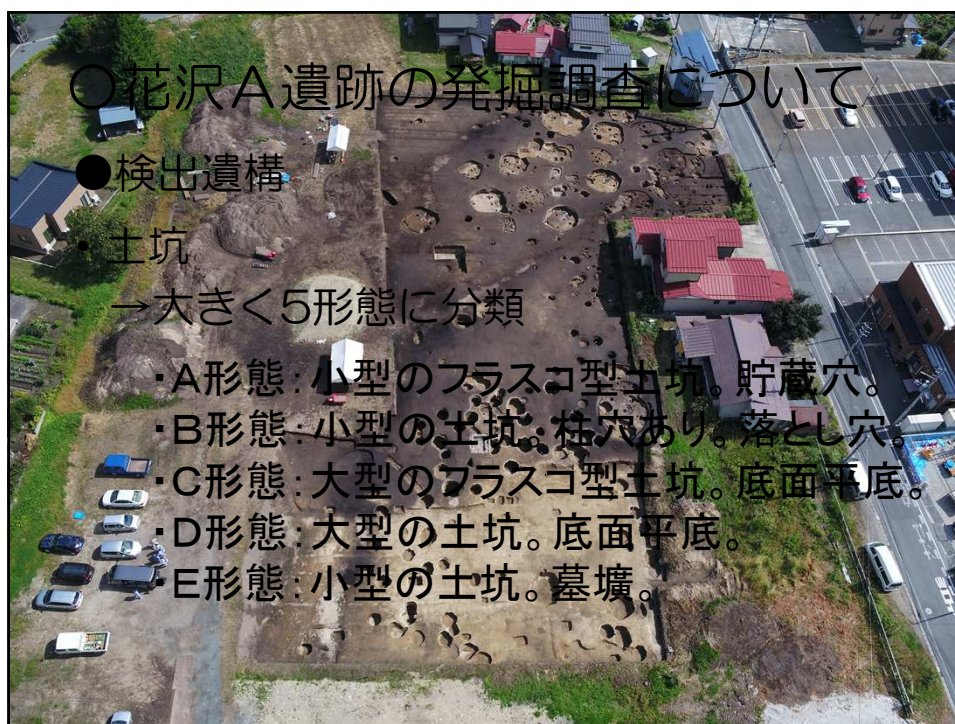 〇花沢A遺跡の発掘調査について
●検出遺構
・土坑
→大きく5形態に分類
・A形態：小型のフラスコ型土坑。貯蔵穴。
・B形態：小型の土坑。柱穴あり。落とし穴。
・C形態：大型のフラスコ型土坑。底面平底。
・D形態：大型の土坑。底面平底。
・E形態：小型の土坑。墓壙。